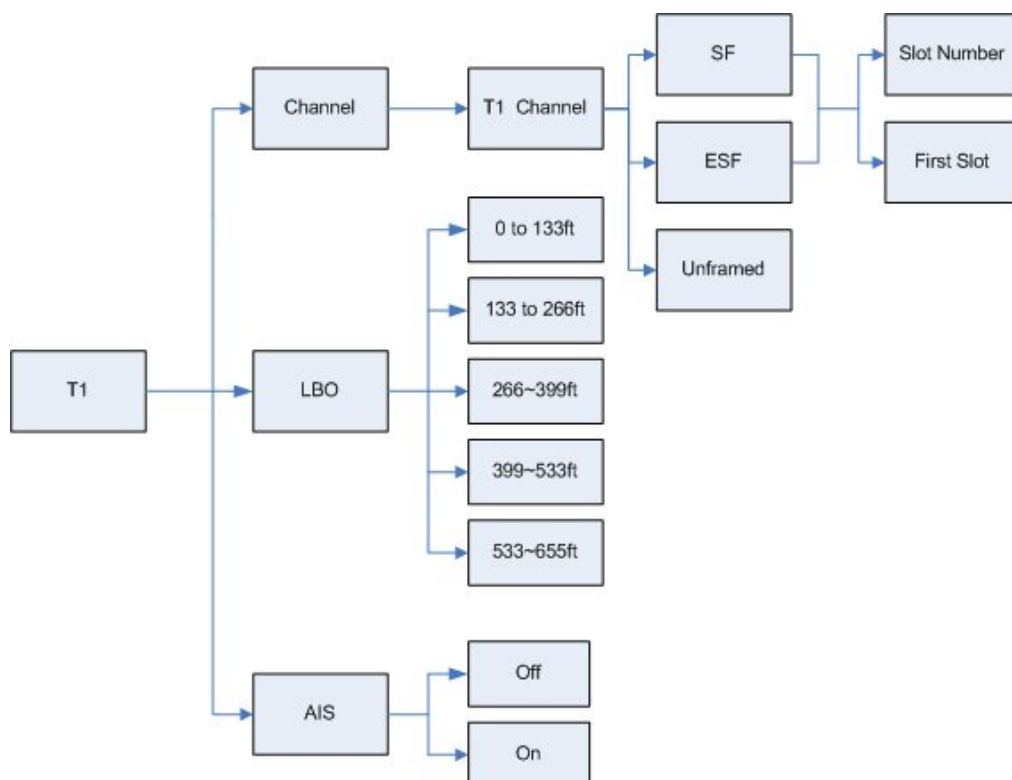 SF
Slot Number
Channel
T1 Channel
ESF
First Slot
0 to 133ft
Unframed
133 to 266ft
T1
LBO
266~399ft
399~533ft
533~655ft
Off
AIS
On